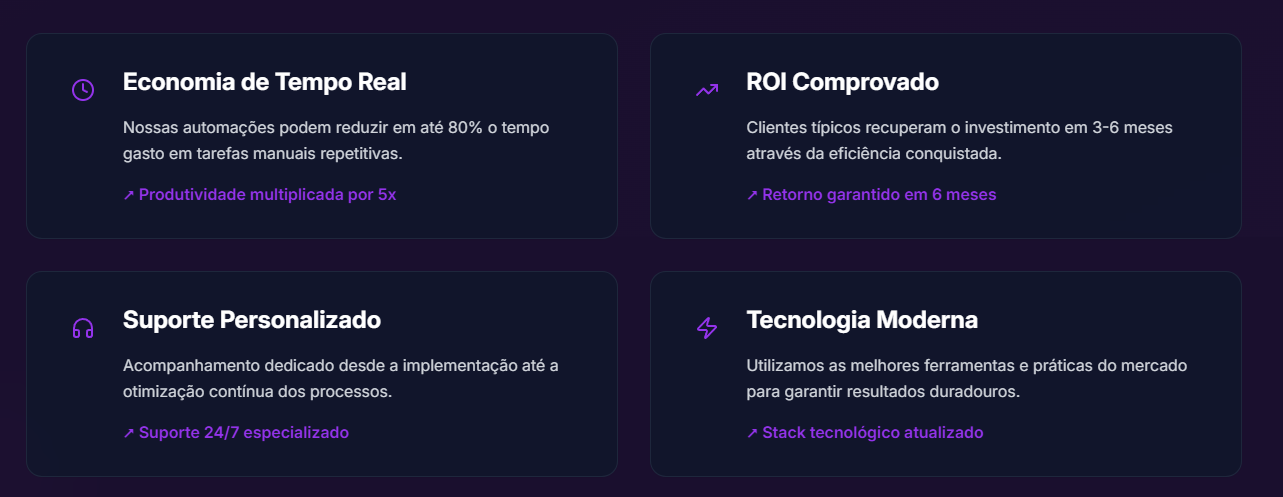 Economia de Tempo Real
Nossas automações podem reduzir em até 80% o tempo
gasto em tarefas manuais repetitivas.
↗ Produtividade multiplicada por 5x
ROI Comprovado
Clientes típicos recuperam o investimento em 3-6 meses
através da eficiência conquistada.
↗ Retorno garantido em 6 meses
Suporte Personalizado
Acompanhamento dedicado desde a implementação até a
otimização contínua dos processos.
↗ Suporte 24/7 especializado
Tecnologia Moderna
Utilizamos as melhores ferramentas e práticas do mercado
para garantir resultados duradouros.
↗ Stack tecnológico atualizado